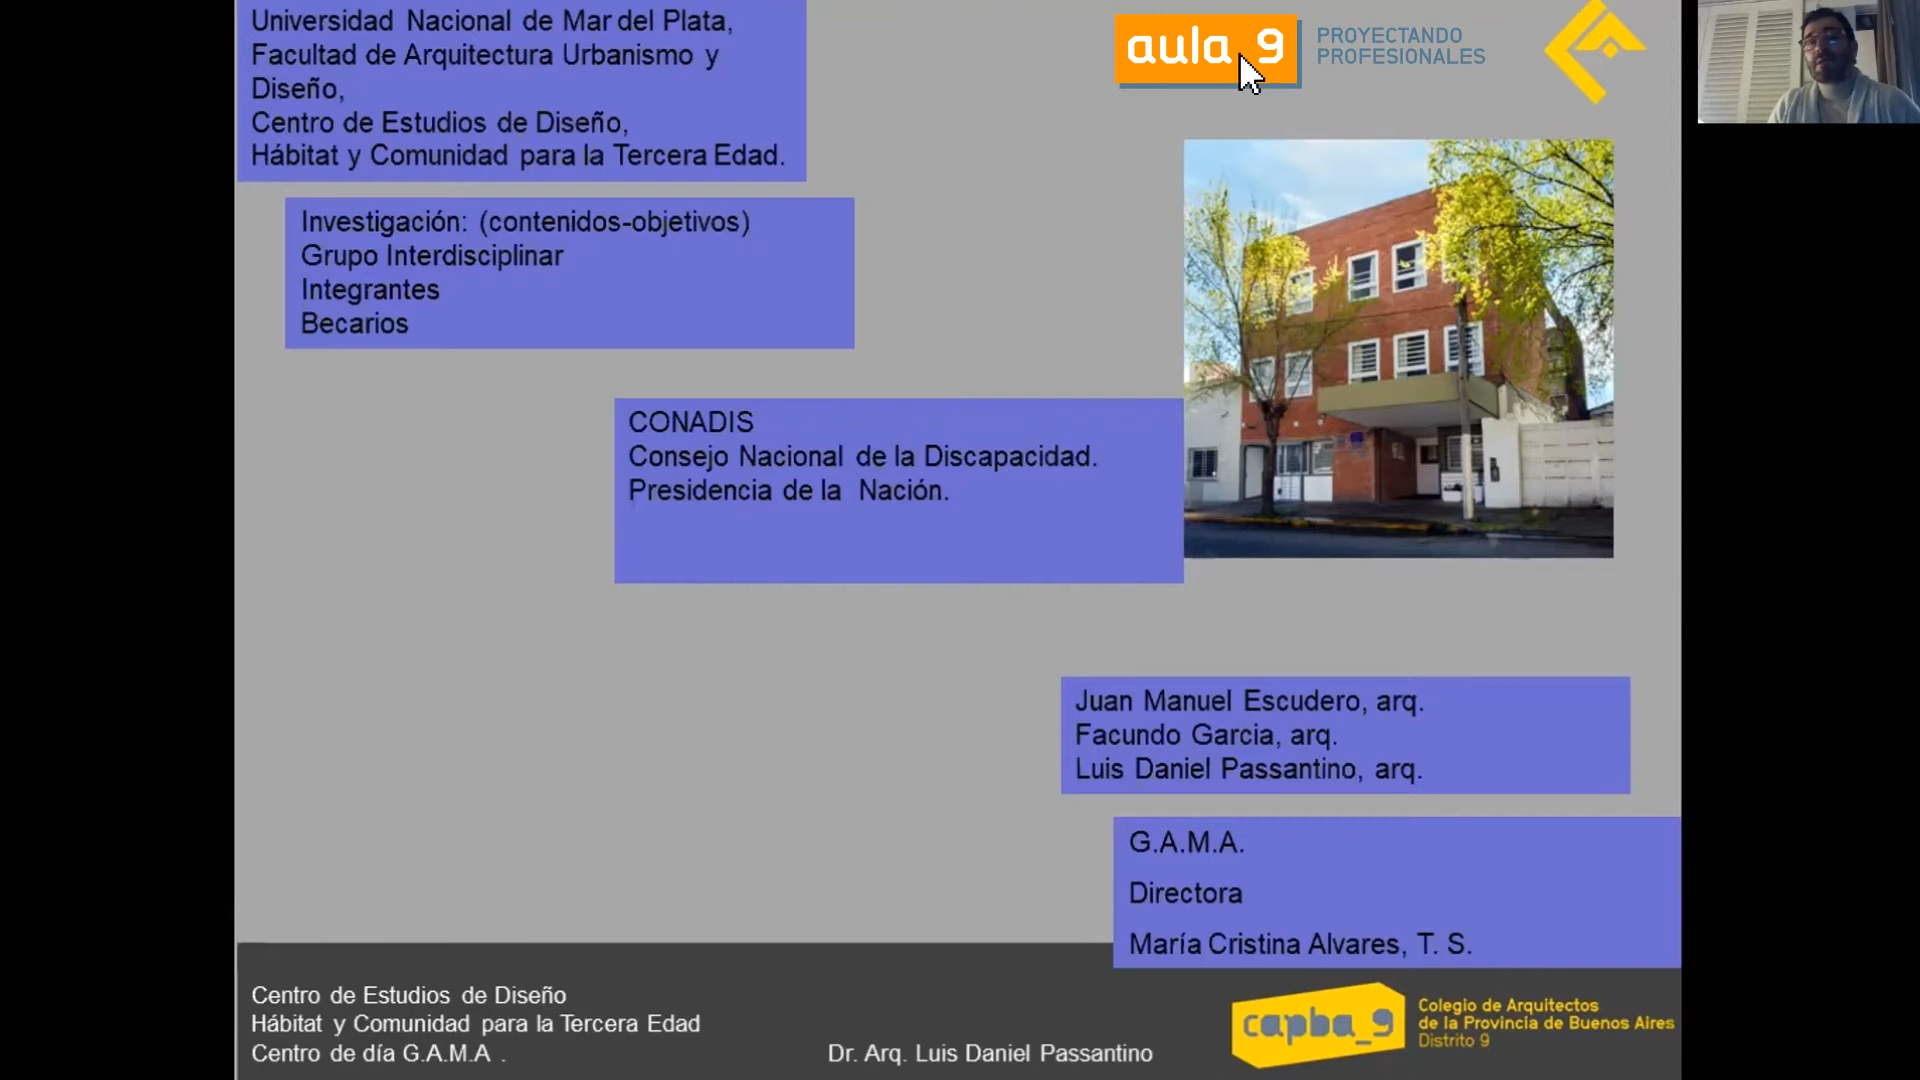 Universidad Nacional de Mar del Plata,
Facultad de Arquitectura Urbanismo y
Diseño,
Centro de Estudios de Diseño,
Hábitat y Comunidad para la Tercera Edad.
aula_9
PROYECTANDO
PROFESIONALES
Investigación: (contenidos-objetivos)
Grupo Interdisciplinar
Integrantes
Becarios
CONADIS
Consejo Nacional de la Discapacidad.
Presidencia de la Nación.
Juan Manuel Escudero, arq.
Facundo Garcia, arq.
Luis Daniel Passantino, arq.
G.A.M.A.
Directora
María Cristina Alvares, T. S.
Centro de Estudios de Diseño
Hábitat y Comunidad para la Tercera Edad
Centro de día G.A.M.A .
Dr. Arq. Luis Daniel Passantino
capba_9
Colegio de Arquitectos
de la Provincia de Buenos Aires
Distrito 9